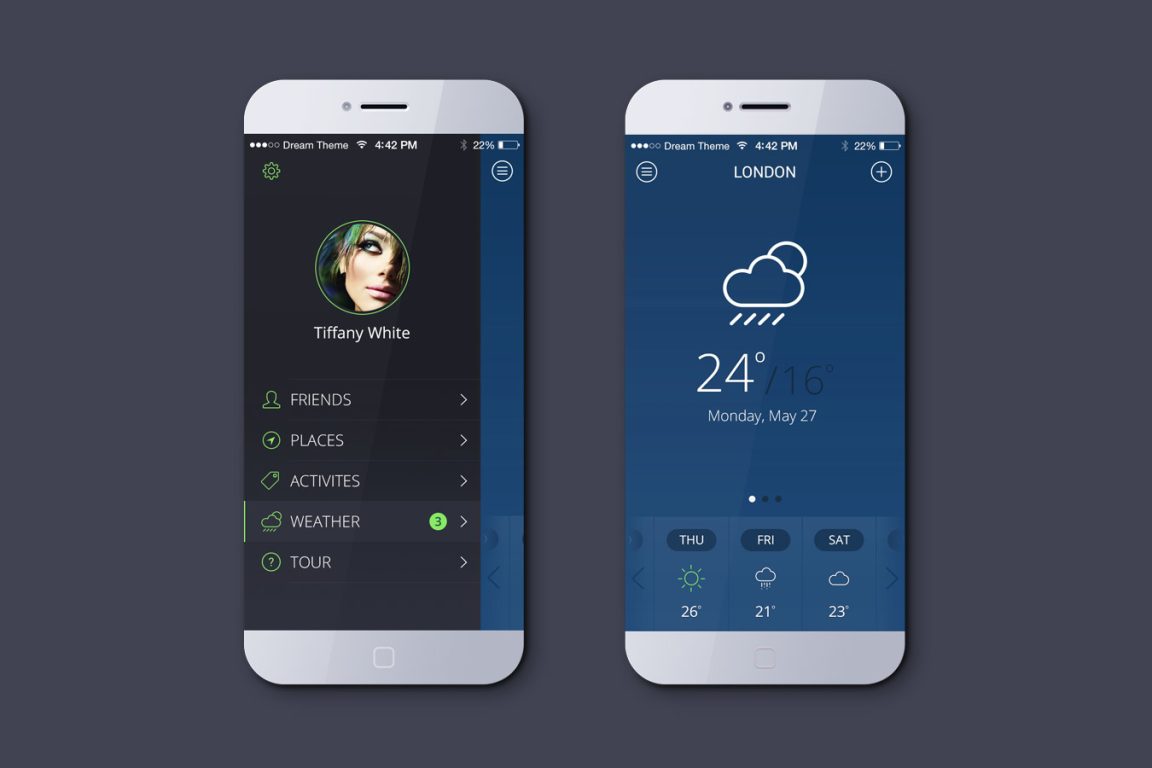 Dream Theme 4:42 PM 22%
Tiffany White
FRIENDS
PLACES
ACTIVITES
WEATHER 3
TOUR ?
Dream Theme 4:42 PM 22%
LONDON
24°/16°
Monday, May 27
THU FRI SAT
26° 21° 23°